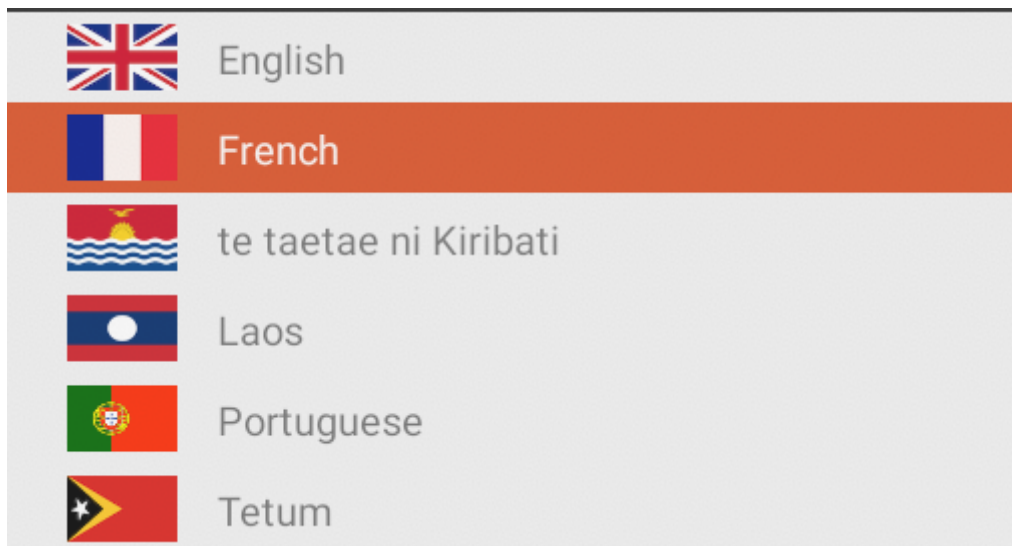 English
French
te taetae ni Kiribati
Laos
Portuguese
Tetum